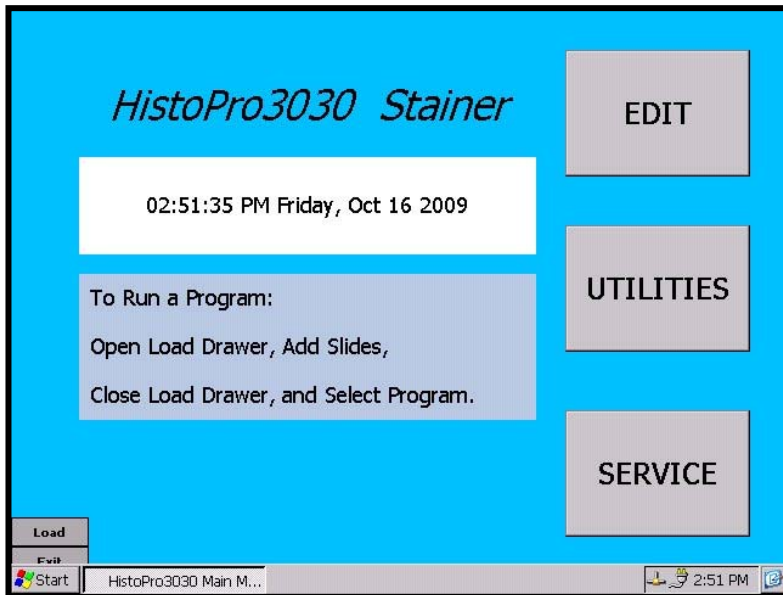 HistoPro3030 Stainer
02:51:35 PM Friday, Oct 16 2009
To Run a Program:
Open Load Drawer, Add Slides,
Close Load Drawer, and Select Program.
EDIT
UTILITIES
SERVICE
Load
Exit
Start
HistoPro3030 Main M...
2:51 PM